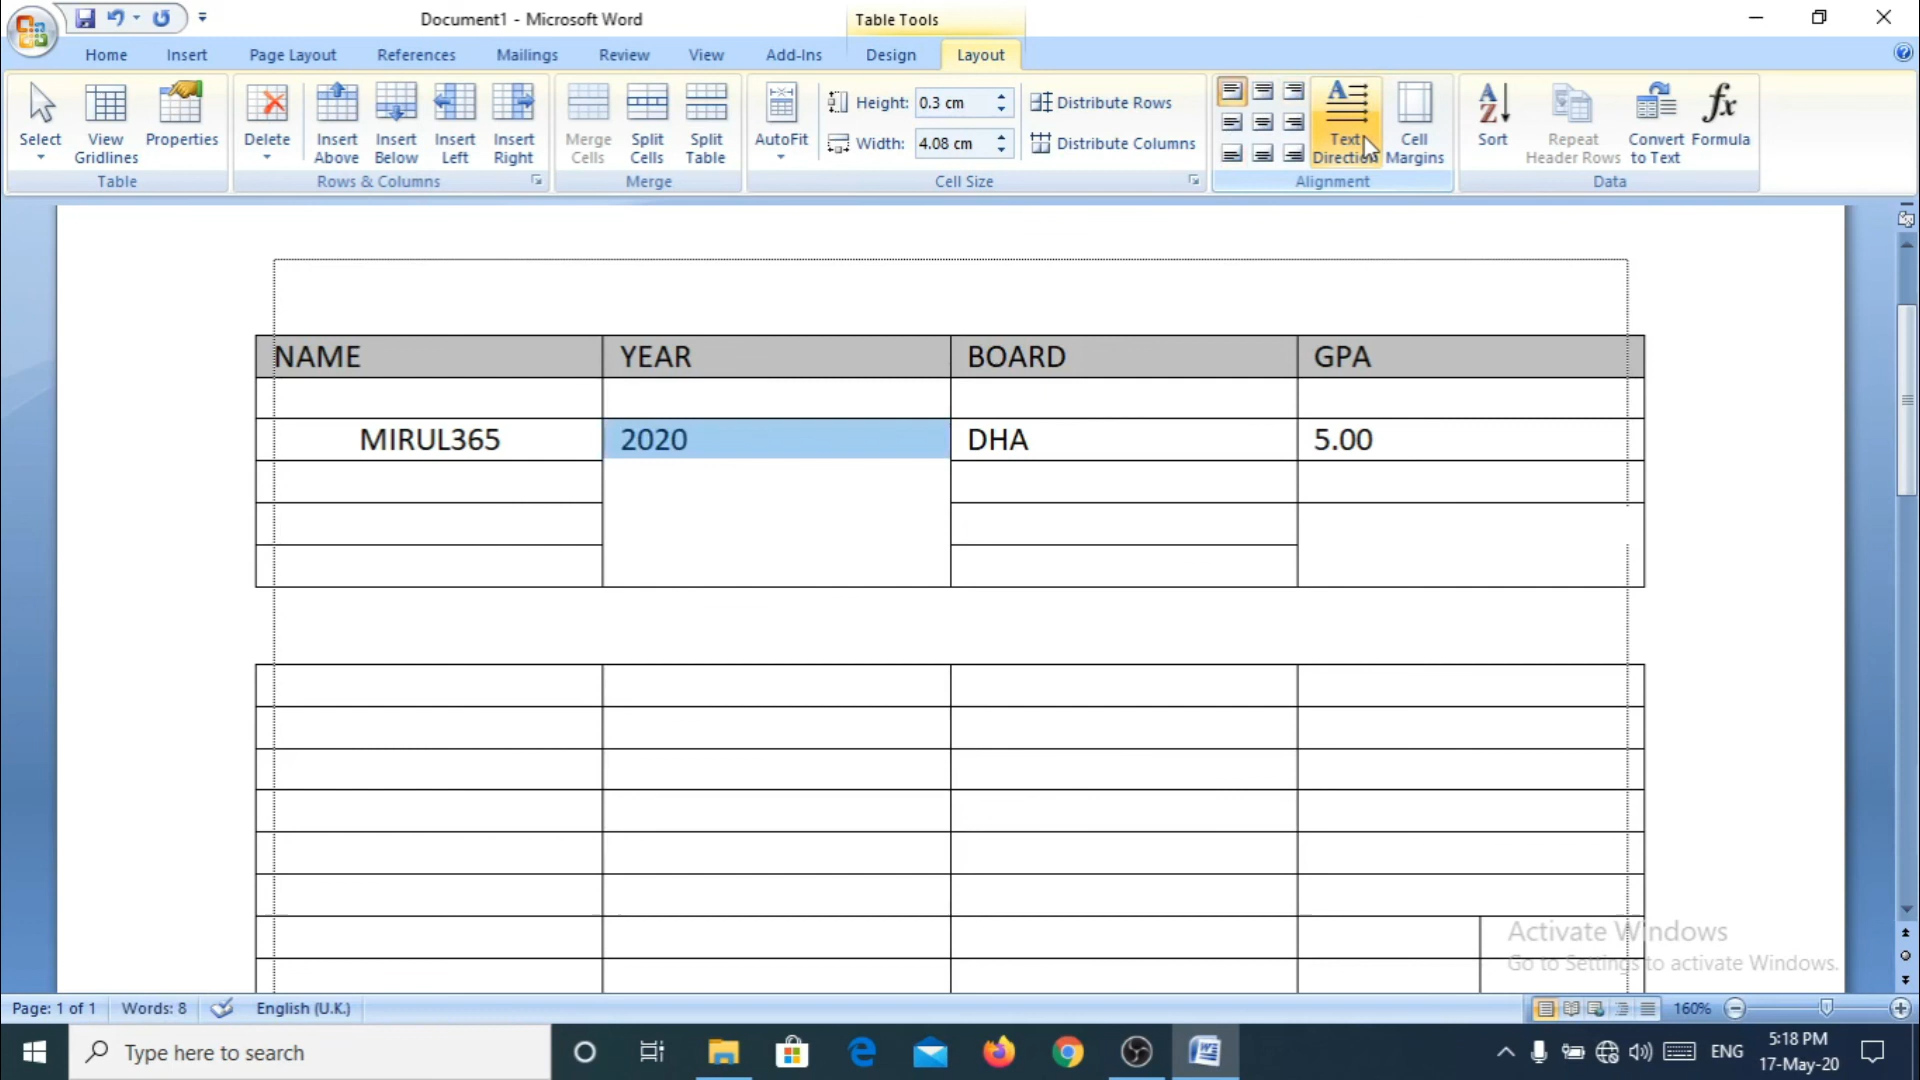 Document1 - Microsoft Word
Table Tools
Home Insert Page Layout References Mailings Review View Add-Ins Design Layout
Select
View Gridlines
Properties
Table
Delete
Insert Above
Insert Below
Insert Left
Insert Right
Rows & Columns
Merge Cells
Split Cells
Split Table
Merge
AutoFit
Height: 0.3 cm
Width: 4.08 cm
Distribute Rows
Distribute Columns
Cell Size
Text Direction
Cell Margins
Alignment
Sort
Repeat Header Rows
Convert to Text
Formula
Data
NAME YEAR BOARD GPA
MIRUL365 2020 DHA 5.00
Activate Windows
Go to Settings to activate Windows.
Page: 1 of 1 Words: 8 English (U.K.) 160%
Type here to search
ENG
5:18 PM
17-May-20